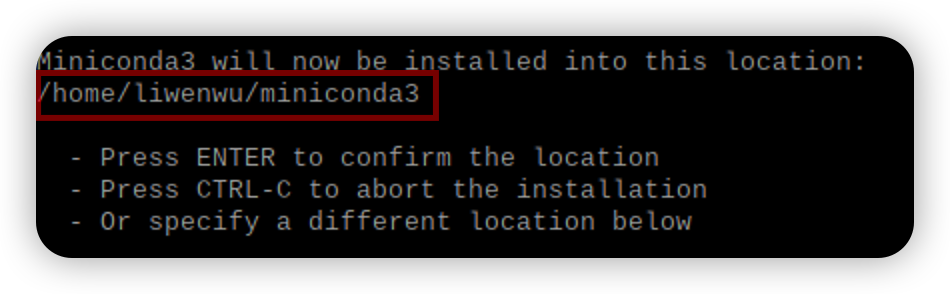 Miniconda3 will now be installed into this location:
/home/liwenwu/miniconda3
- Press ENTER to confirm the location
- Press CTRL-C to abort the installation
- Or specify a different location below